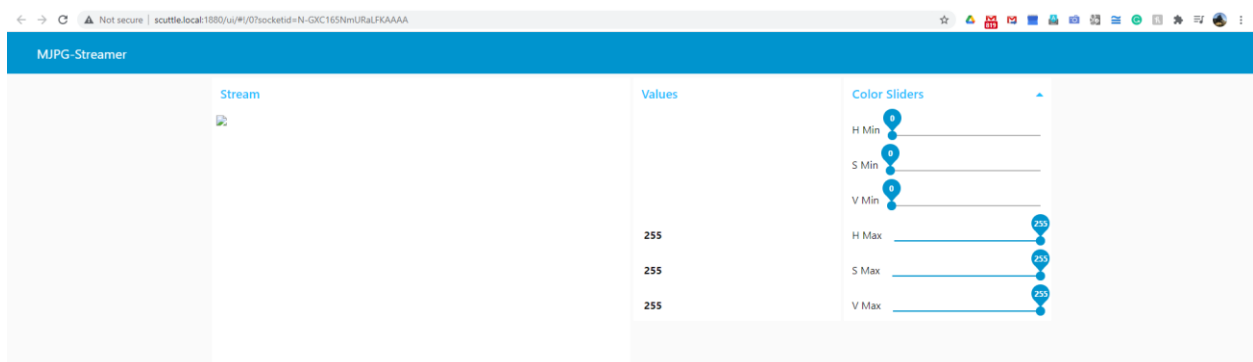 Not secure | scuttle.local:1880/ui/#!/0?socketid=N-GXC165NmURaLFKAAAA
MJPG-Streamer
Stream
Values
Color Sliders
H Min 0
S Min 0
V Min 0
255
H Max 255
255
S Max 255
255
V Max 255